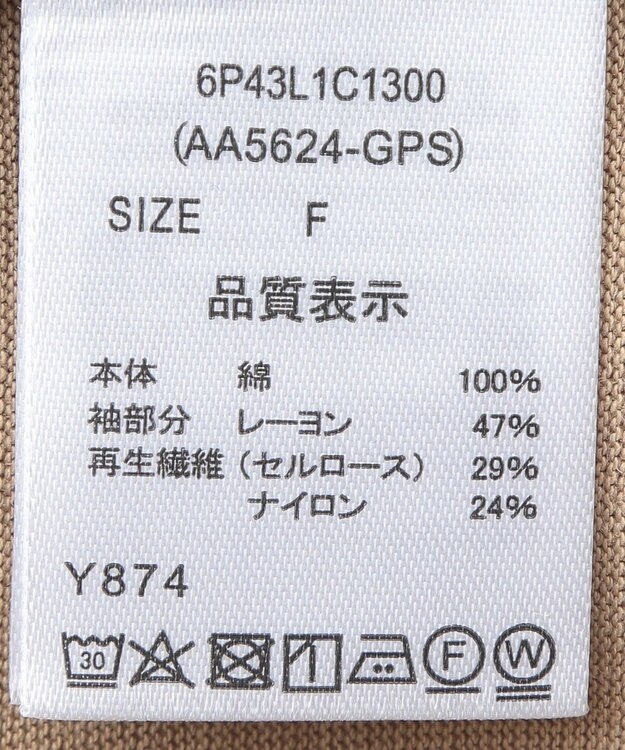 6P43L1C1300
(AA5624-GPS)
SIZE F
品質表示
本体 綿 100%
袖部分 レーヨン 47%
再生繊維(セルロース) 29%
ナイロン 24%
Y874
30 F W